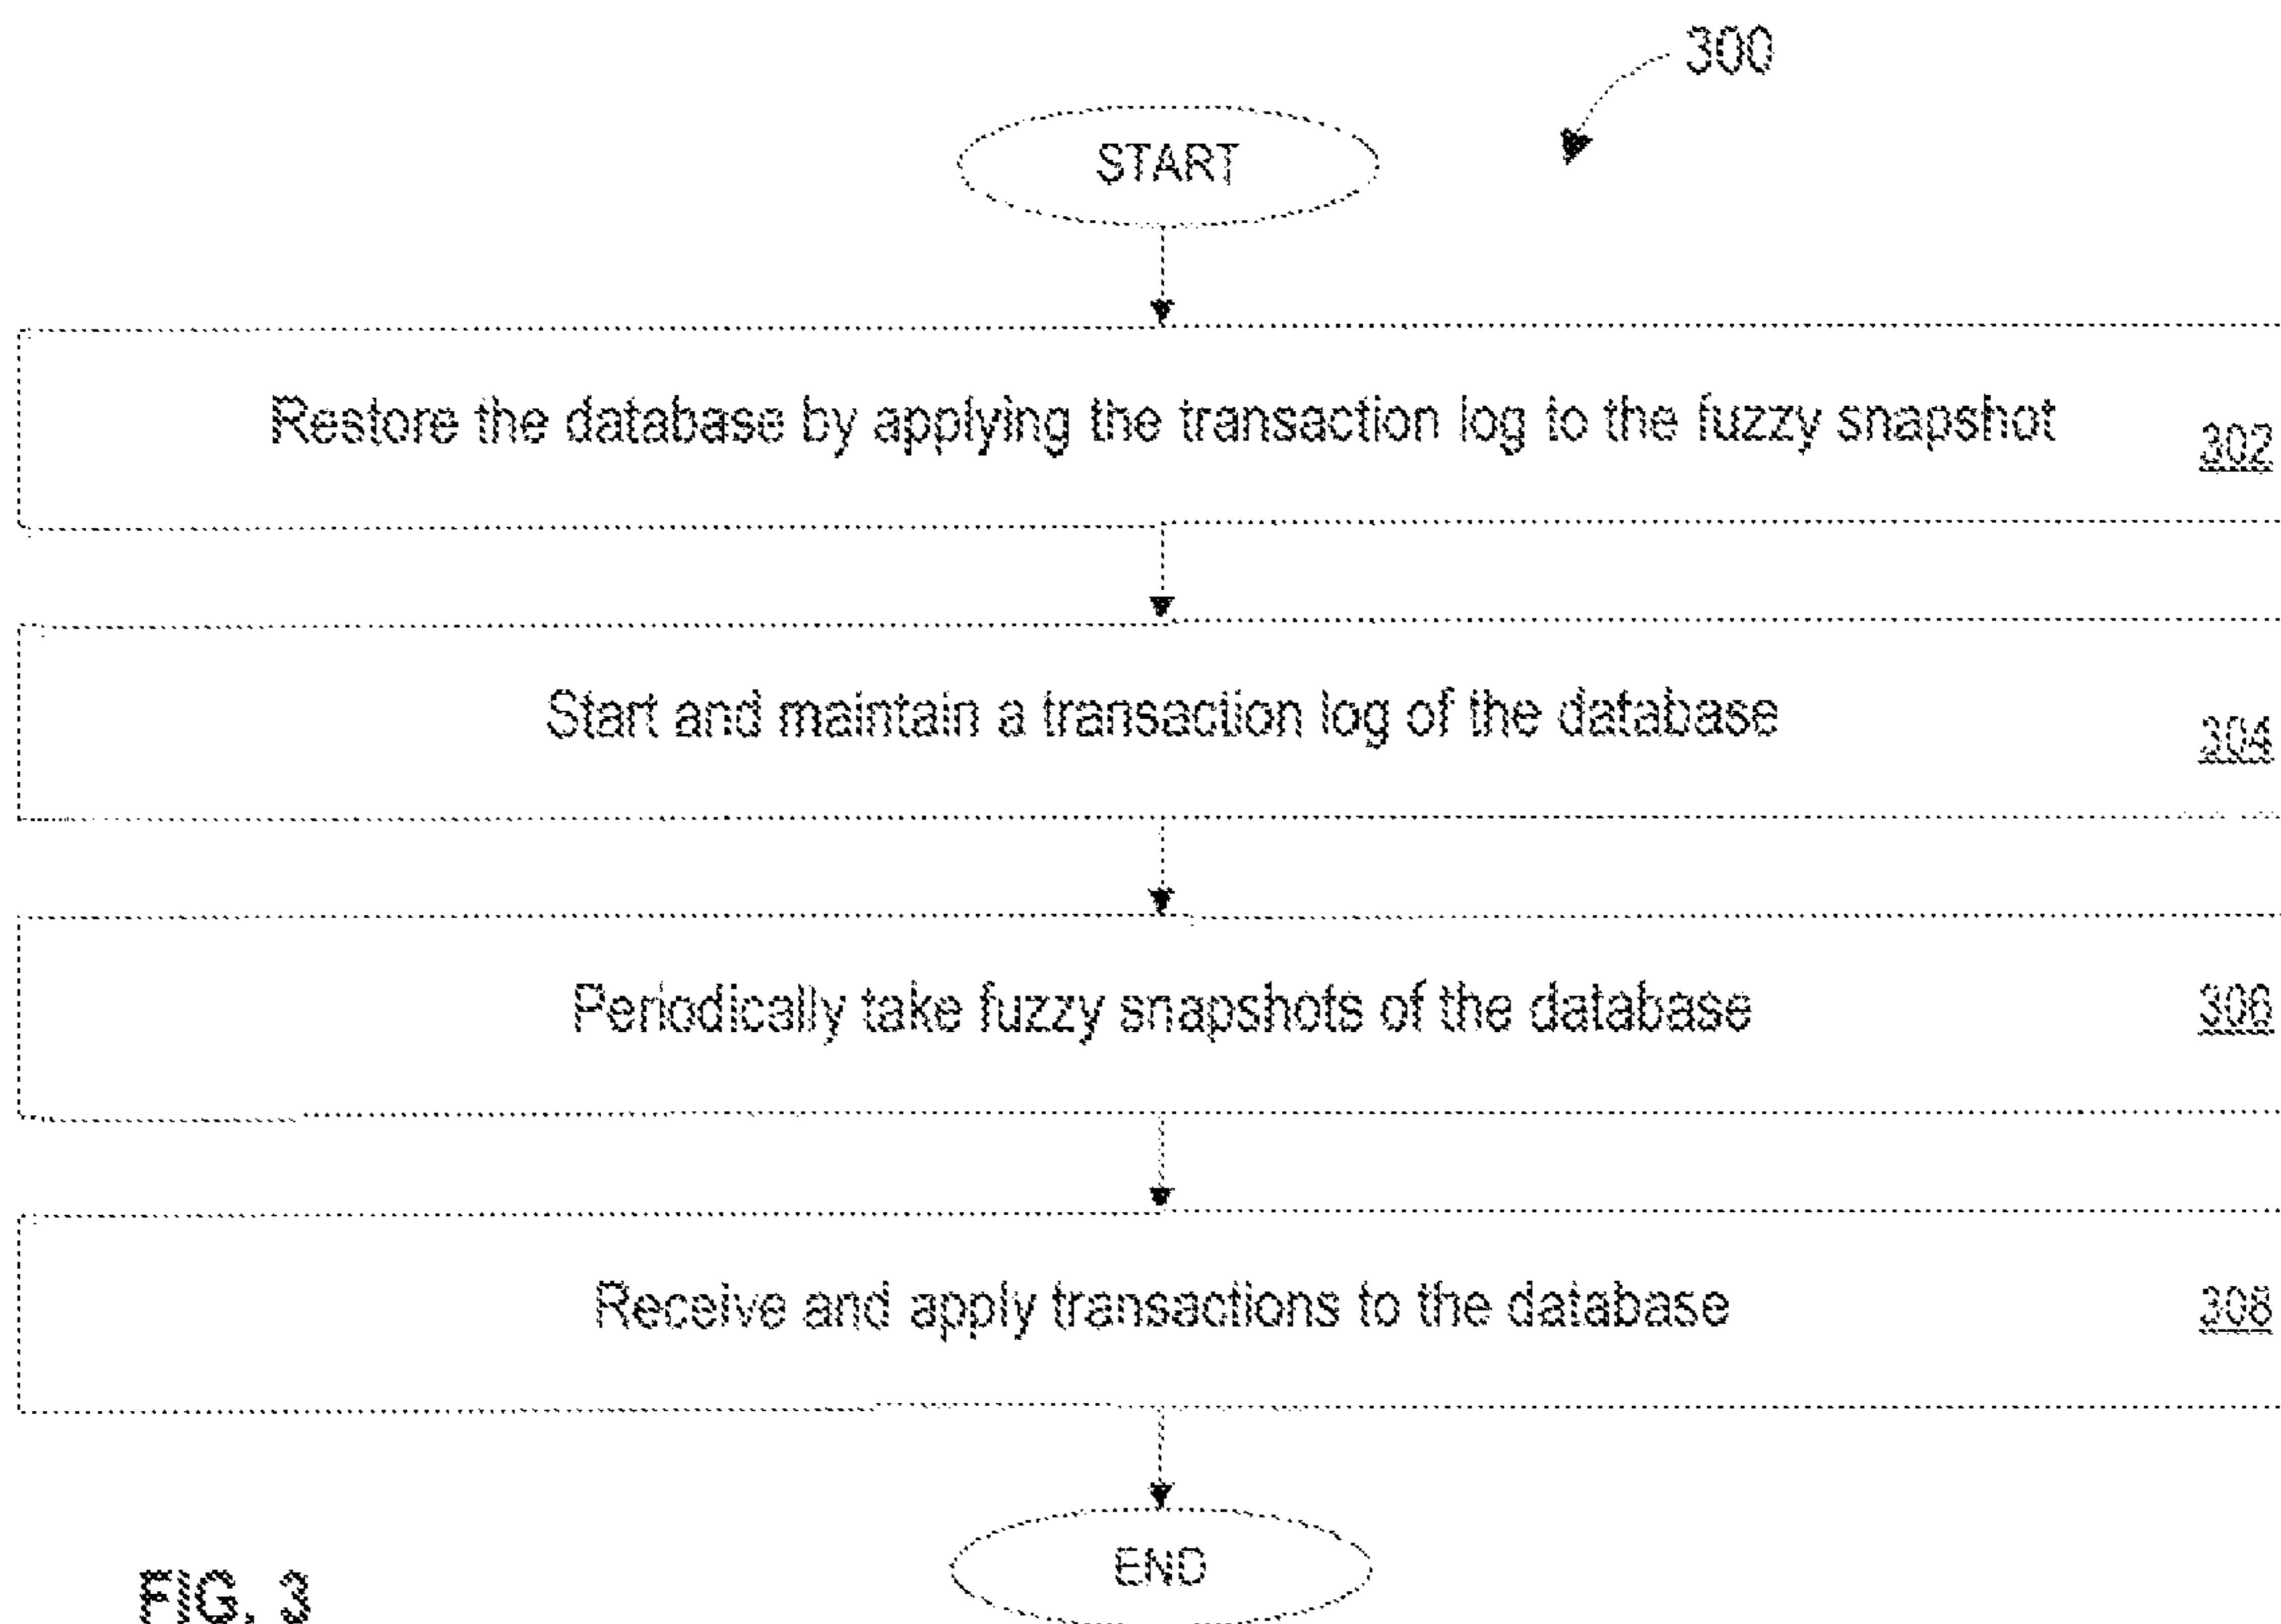 300
START
Restore the database by applying the transaction log to the fuzzy snapshot
302
Start and maintain a transaction log of the database
304
Periodically take fuzzy snapshots of the database
306
Receive and apply transactions to the database
308
END
FIG. 3